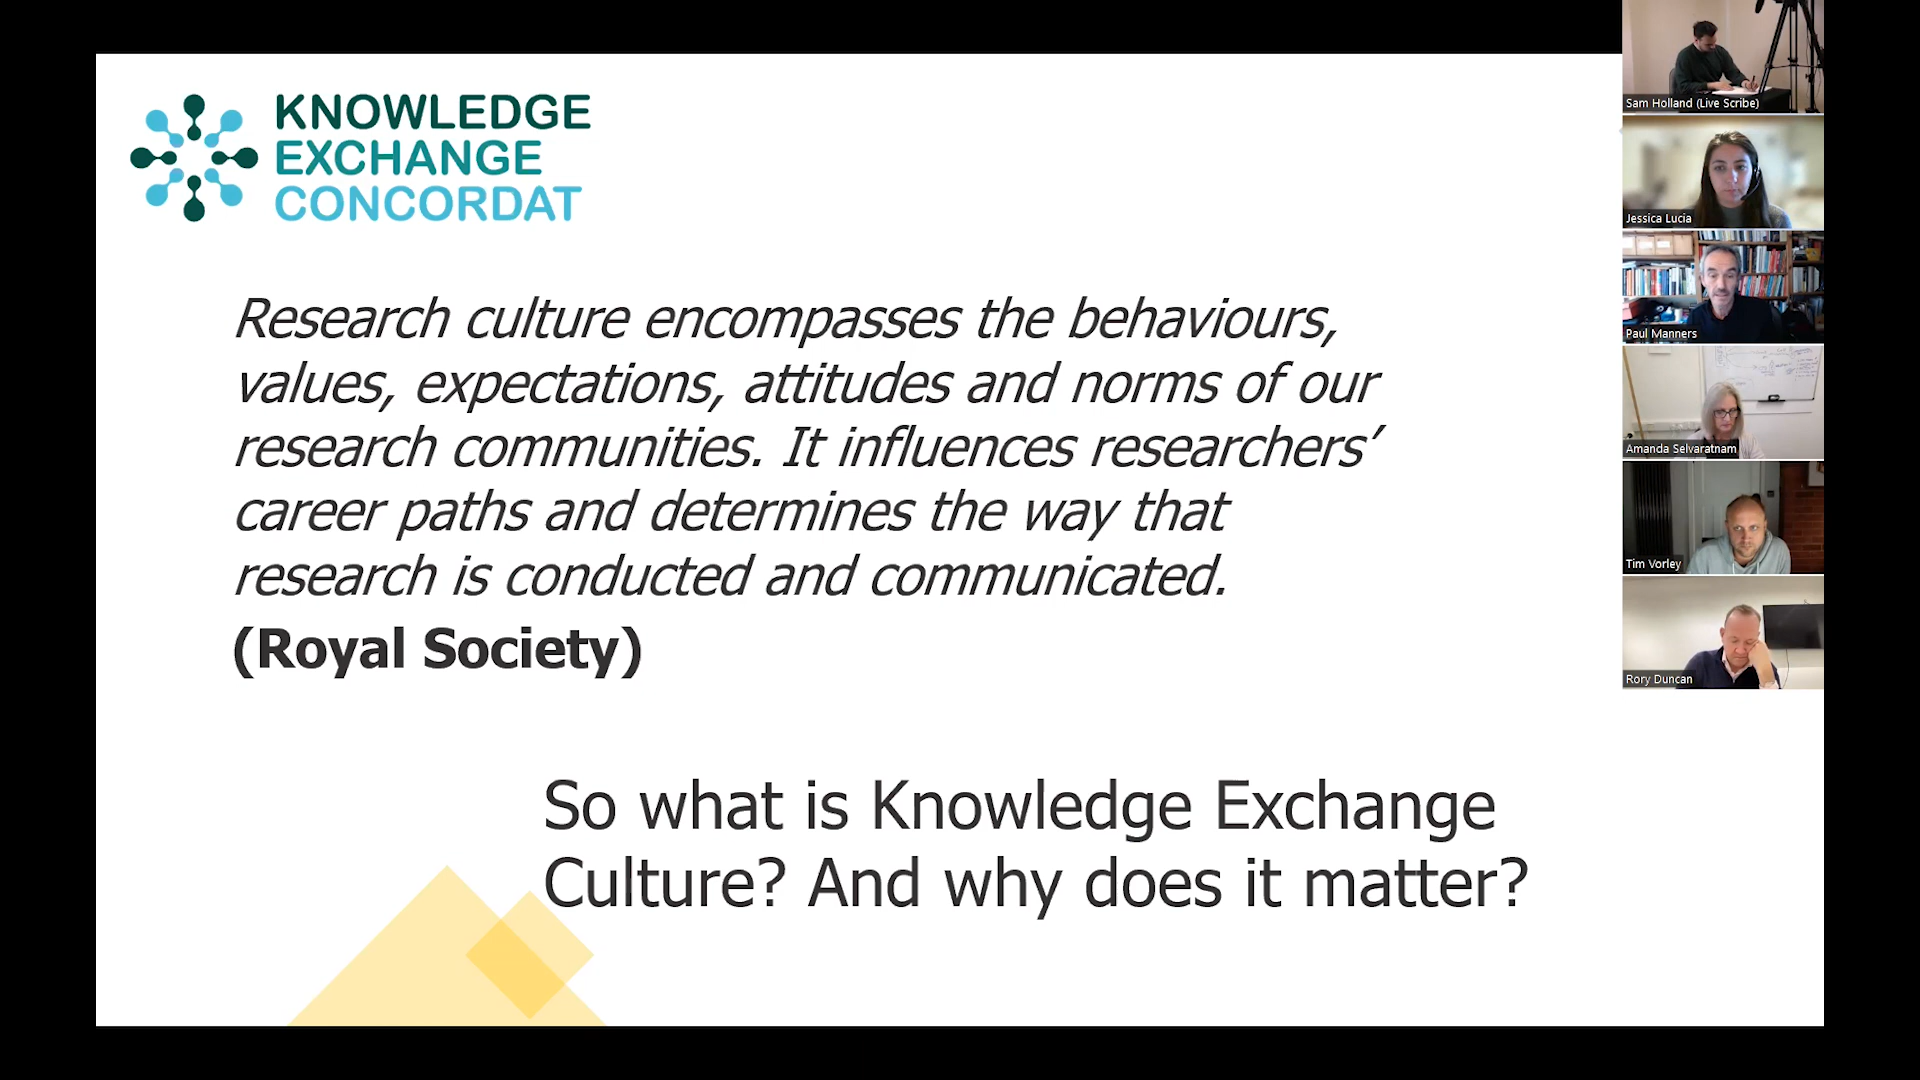 KNOWLEDGE
EXCHANGE
CONCORDAT
Research culture encompasses the behaviours,
values, expectations, attitudes and norms of our
research communities. It influences researchers’
career paths and determines the way that
research is conducted and communicated.
(Royal Society)
So what is Knowledge Exchange
Culture? And why does it matter?
Sam Holland (Live Scribe)
Jessica Lucia
Paul Manners
Amanda Selvaratnam
Tim Vorley
Rory Duncan